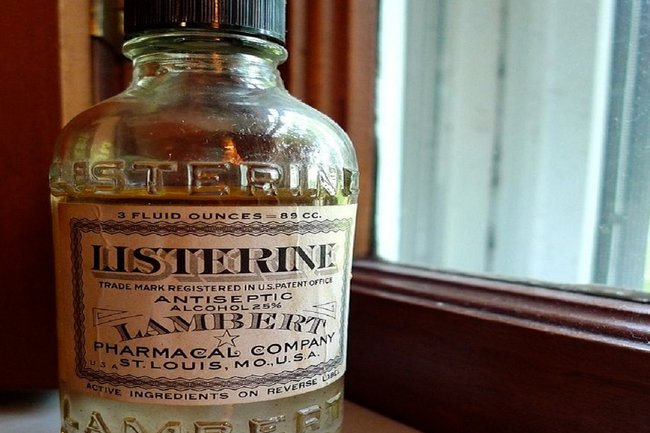 LISTERINE
3 FLUID OUNCES = 89 CC.
LISTERINE
TRADE MARK REGISTERED IN U.S. PATENT OFFICE
ANTISEPTIC
ALCOHOL 25%
LAMBERT
PHARMACAL COMPANY
U S A ST. LOUIS, MO., U.S.A.
ACTIVE INGREDIENTS ON REVERSE LABEL
LAMBERT